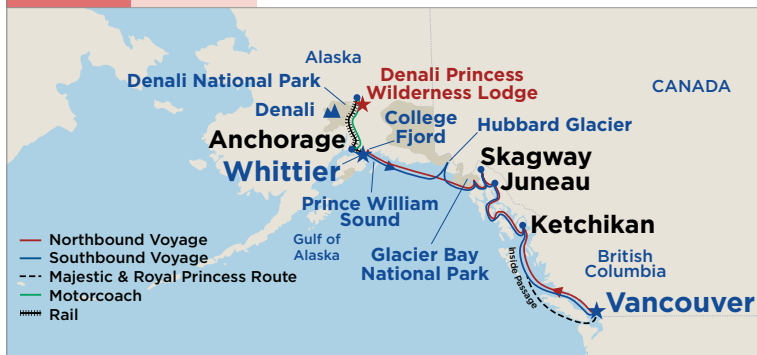 Alaska
Denali National Park
Denali Princess
Wilderness Lodge
CANADA
Denali
College
Fjord
Hubbard Glacier
Anchorage
Whittier
Skagway
Juneau
Prince William
Sound
Ketchikan
Gulf of
Alaska
Glacier Bay
National Park
Inside Passage
British
Columbia
Vancouver
Northbound Voyage
Southbound Voyage
Majestic & Royal Princess Route
Motorcoach
Rail